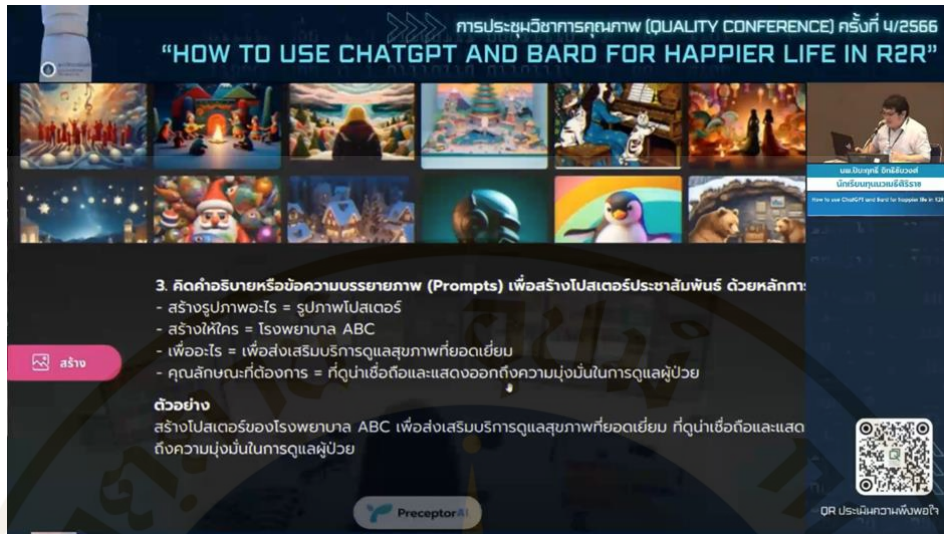 การประชุมวิชาการคุณภาพ (QUALITY CONFERENCE) ครั้งที่ 4/2566
“HOW TO USE CHATGPT AND BARD FOR HAPPIER LIFE IN R2R”
นักเรียนทุนนวมธีศิริราช
How to use ChatGPT and Bard for happier life in R2R
3. คิดคำอธิบายหรือข้อความบรรยายภาพ (Prompts) เพื่อสร้างโปสเตอร์ประชาสัมพันธ์ ด้วยหลักการ
- สร้างรูปภาพอะไร = รูปภาพโปสเตอร์
- สร้างให้ใคร = โรงพยาบาล ABC
- เพื่ออะไร = เพื่อส่งเสริมบริการดูแลสุขภาพที่ยอดเยี่ยม
- คุณลักษณะที่ต้องการ = ที่ดูน่าเชื่อถือและแสดงออกถึงความมุ่งมั่นในการดูแลผู้ป่วย
สร้าง
ตัวอย่าง
สร้างโปสเตอร์ของโรงพยาบาล ABC เพื่อส่งเสริมบริการดูแลสุขภาพที่ยอดเยี่ยม ที่ดูน่าเชื่อถือและแสด
ถึงความมุ่งมั่นในการดูแลผู้ป่วย
PreceptorAI
QR ประเมินความพึงพอใจ